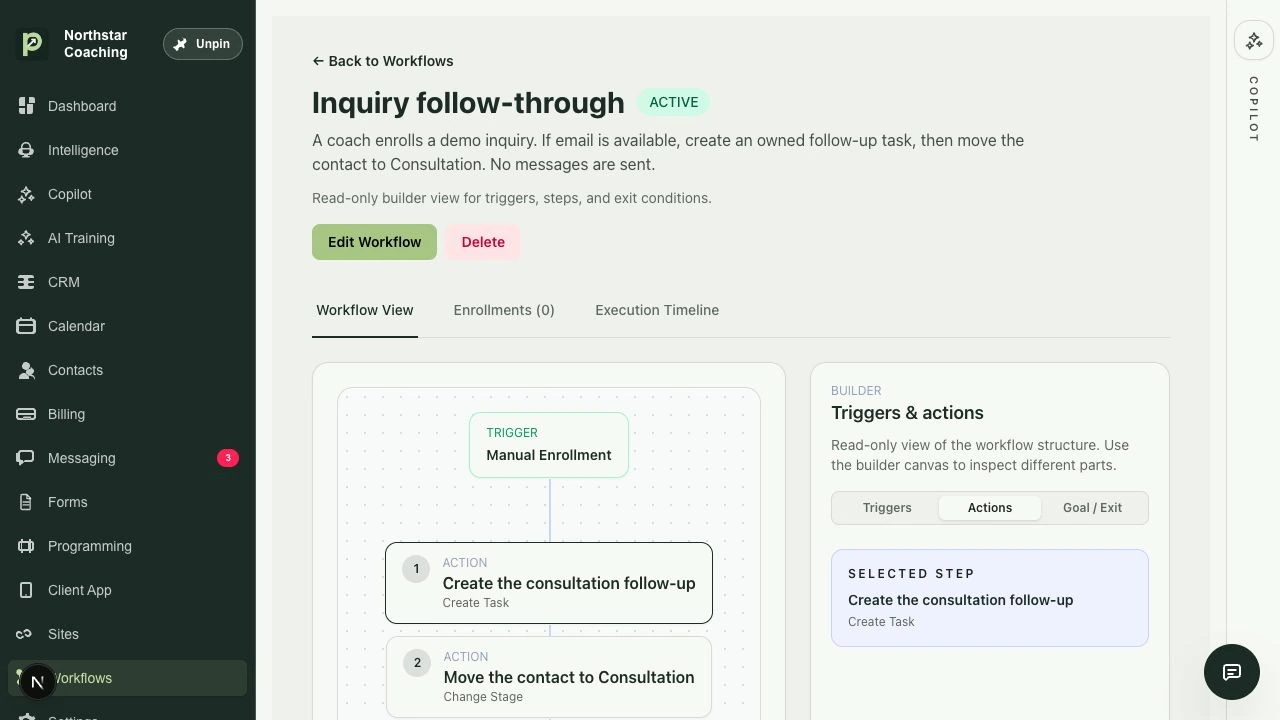 Northstar
Coaching
Unpin
Dashboard
Intelligence
Copilot
AI Training
CRM
Calendar
Contacts
Billing
Messaging
3
Forms
Programming
Client App
Sites
N
Workflows
Settings
← Back to Workflows
Inquiry follow-through
ACTIVE
A coach enrolls a demo inquiry. If email is available, create an owned follow-up task, then move the
contact to Consultation. No messages are sent.
Read-only builder view for triggers, steps, and exit conditions.
Edit Workflow
Delete
Workflow View
Enrollments (0)
Execution Timeline
TRIGGER
Manual Enrollment
1
ACTION
Create the consultation follow-up
Create Task
2
ACTION
Move the contact to Consultation
Change Stage
BUILDER
Triggers & actions
Read-only view of the workflow structure. Use
the builder canvas to inspect different parts.
Triggers
Actions
Goal / Exit
SELECTED STEP
Create the consultation follow-up
Create Task
COPILOT